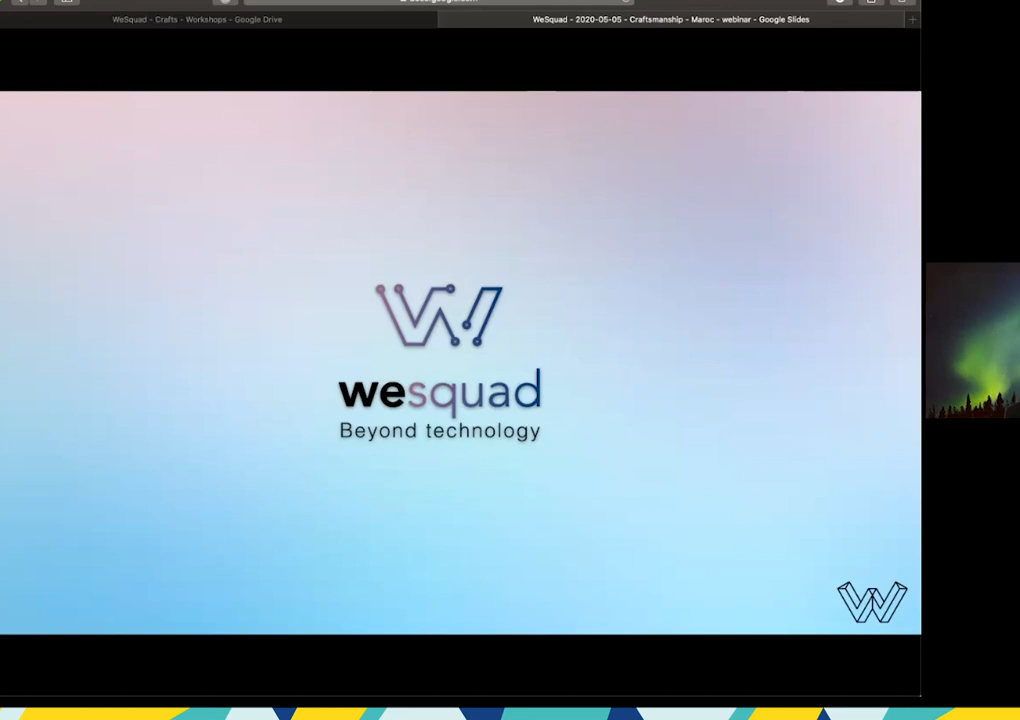 WeSquad - Crafts - Workshops - Google Drive
WeSquad - 2020-05-05 - Craftsmanship - Maroc - webinar - Google Slides
wesquad
Beyond technology